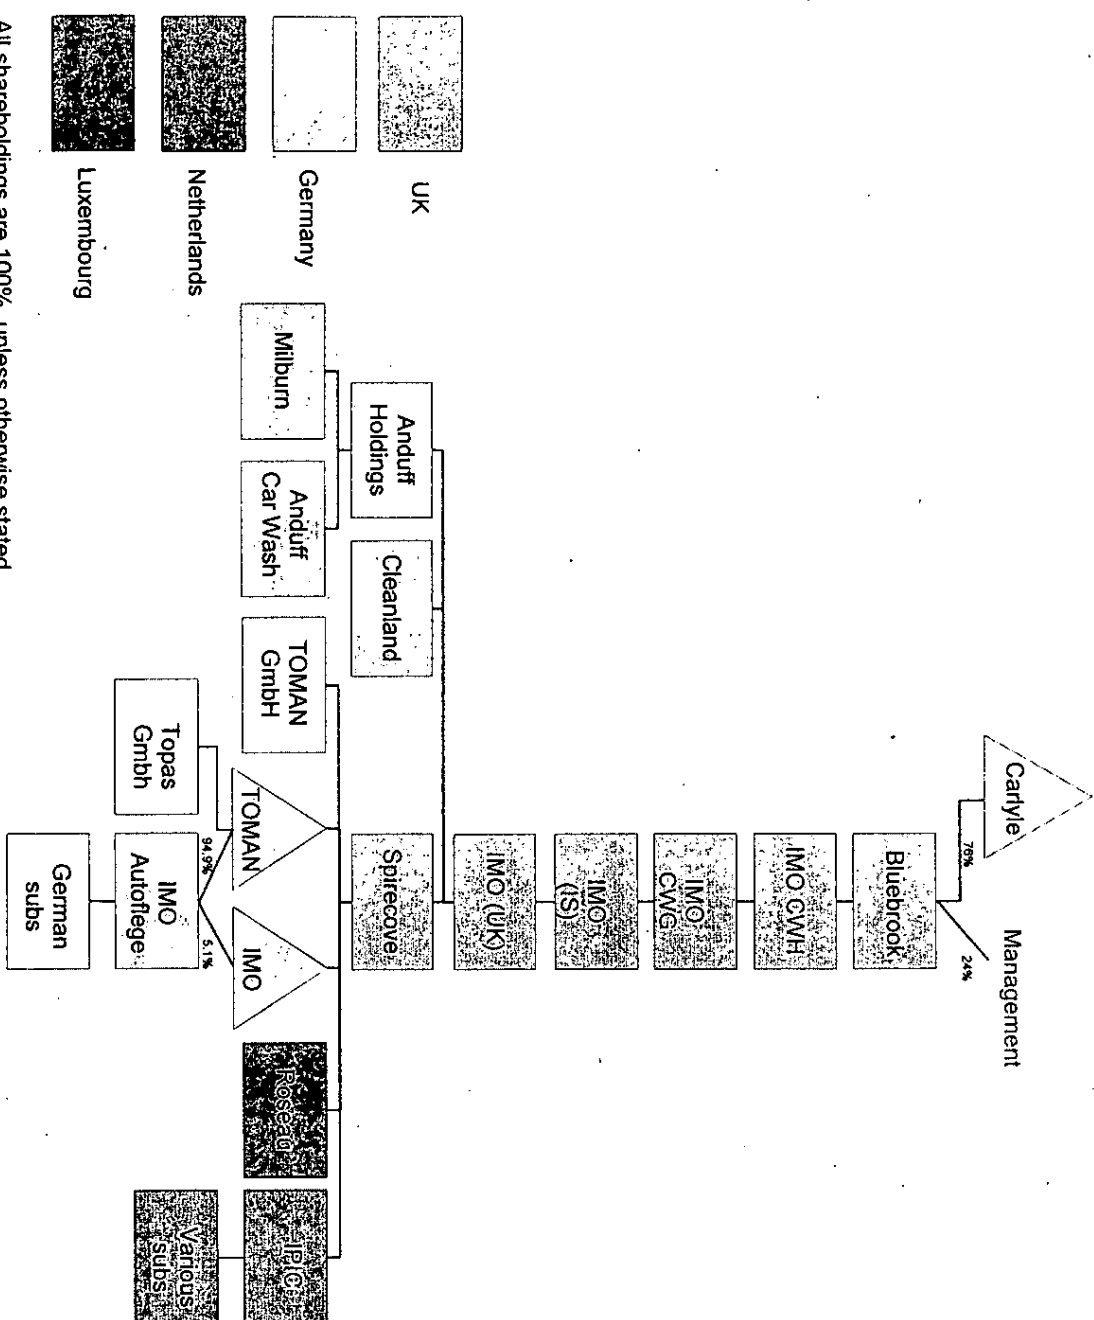 Carlyle
Management
76%
24%
Bluebrook
IMO CWH
IMO
CWG
IMO
(IS)
IMO (UK)
Spirecove
Anduff
Holdings
Cleanland
Milburn
Anduff
Car Wash
TOMAN
GmbH
TOMAN
IMO
Roseau
IPIC
Various
subs
94.9%
5.1%
Topas
Gmbh
IMO
Autoflege
German
subs
UK
Germany
Netherlands
Luxembourg
All shareholdings are 100%, unless otherwise stated